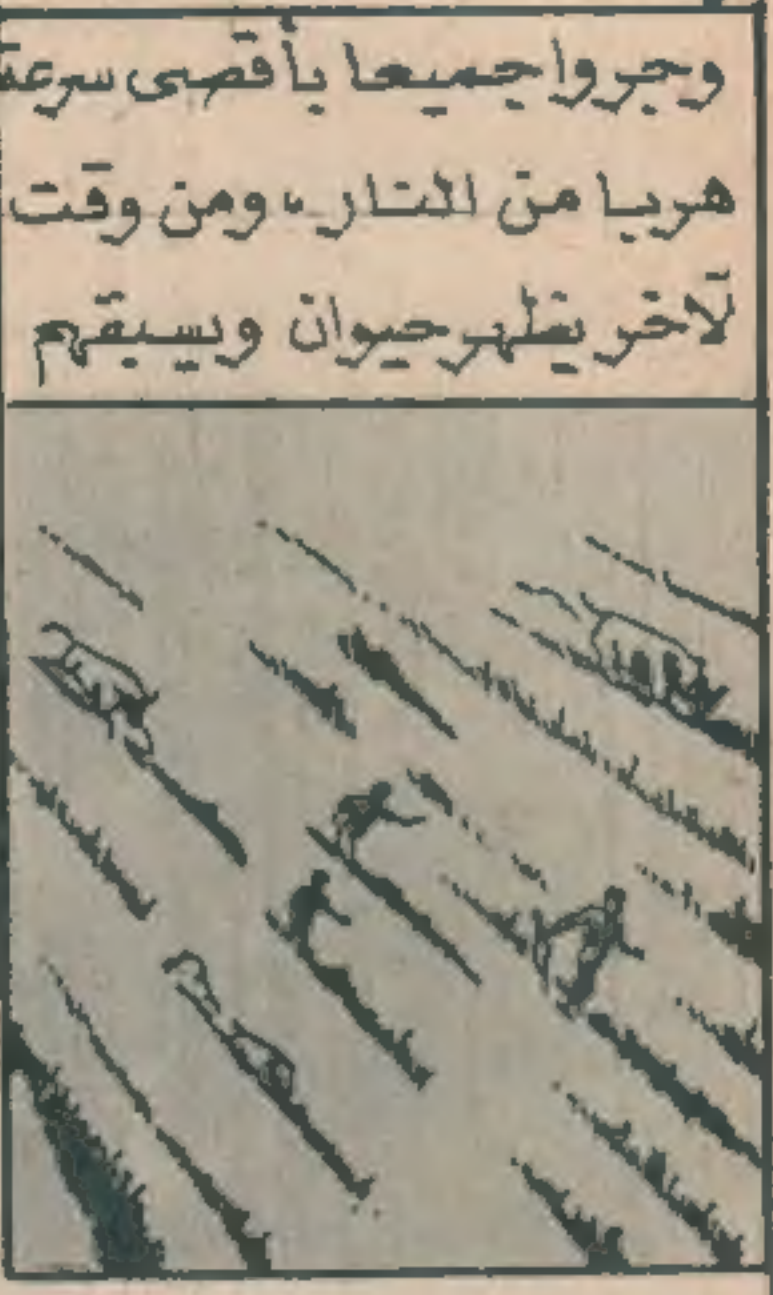 وجروا جميعا بأقصى سرعة
هربا من النار، ومن وقت
لآخر يظهر حيوان ويسبقهم